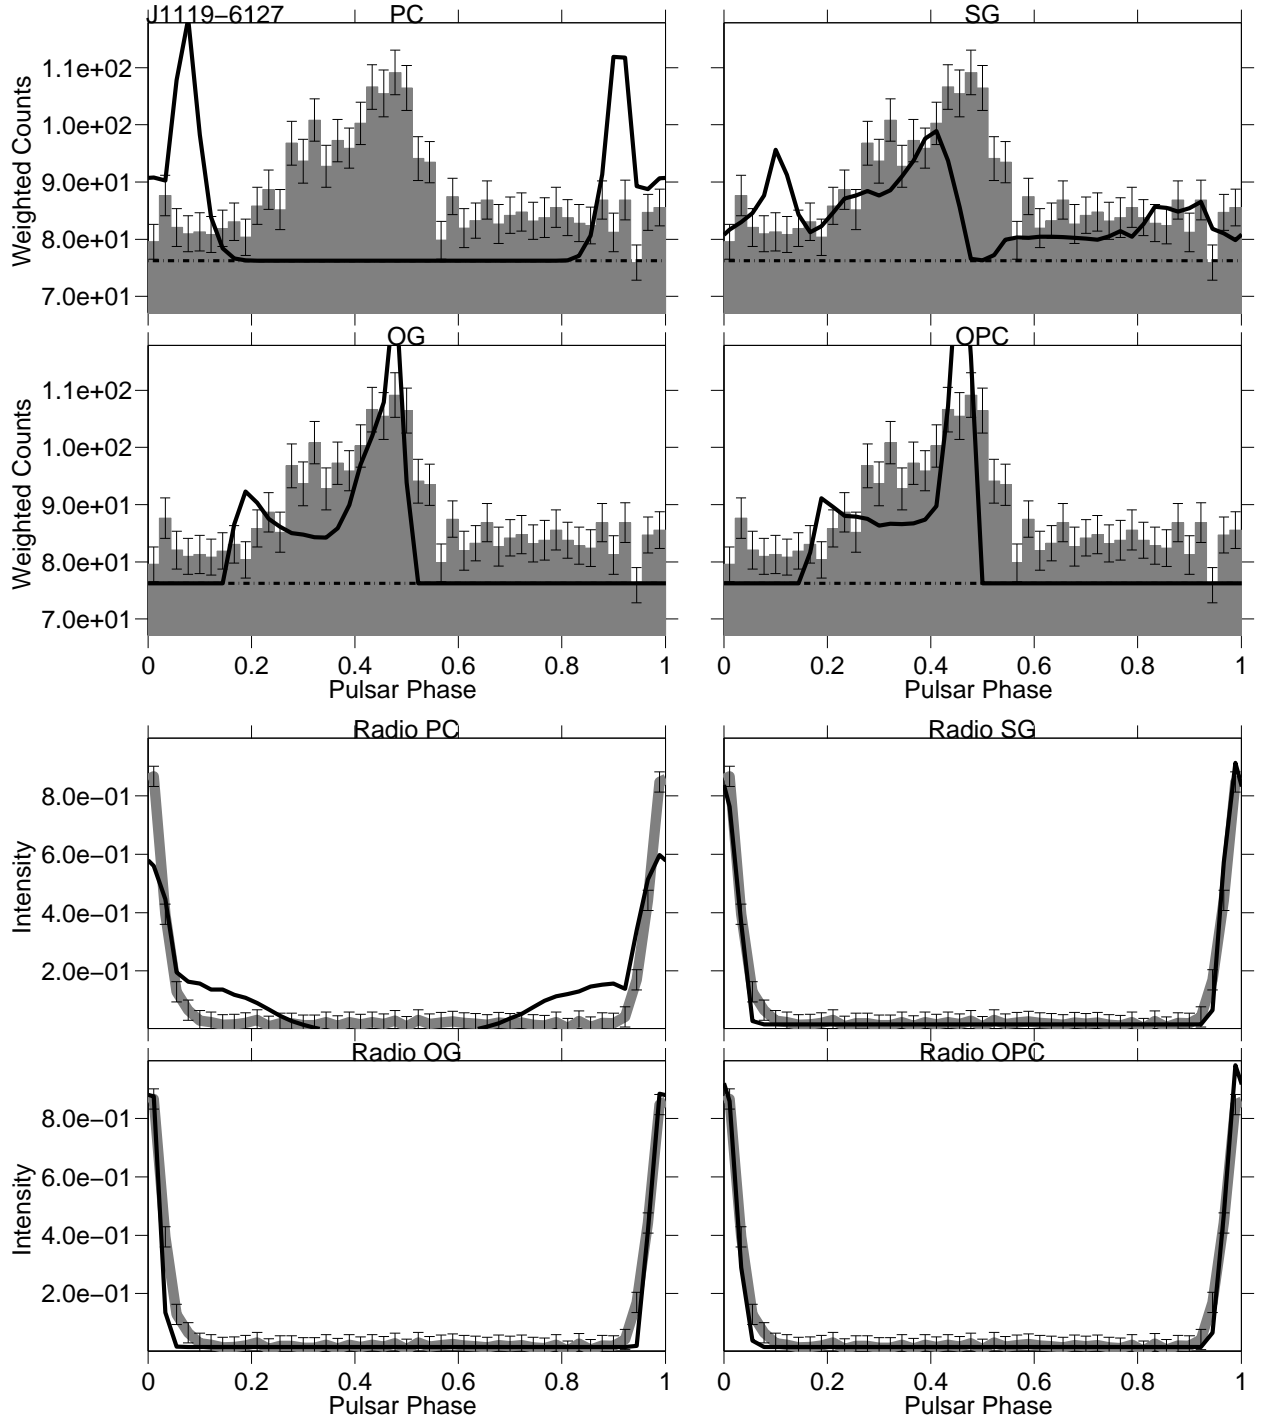 J1119−6127 PC SG
1.1e+02
1.0e+02
9.0e+01
8.0e+01
7.0e+01
Weighted Counts
OG OPC
1.1e+02
1.0e+02
9.0e+01
8.0e+01
7.0e+01
Weighted Counts
0 0.2 0.4 0.6 0.8 1 0 0.2 0.4 0.6 0.8 1
Pulsar Phase Pulsar Phase
Radio PC Radio SG
8.0e−01
6.0e−01
4.0e−01
2.0e−01
Intensity
Radio OG Radio OPC
8.0e−01
6.0e−01
4.0e−01
2.0e−01
Intensity
0 0.2 0.4 0.6 0.8 1 0 0.2 0.4 0.6 0.8 1
Pulsar Phase Pulsar Phase